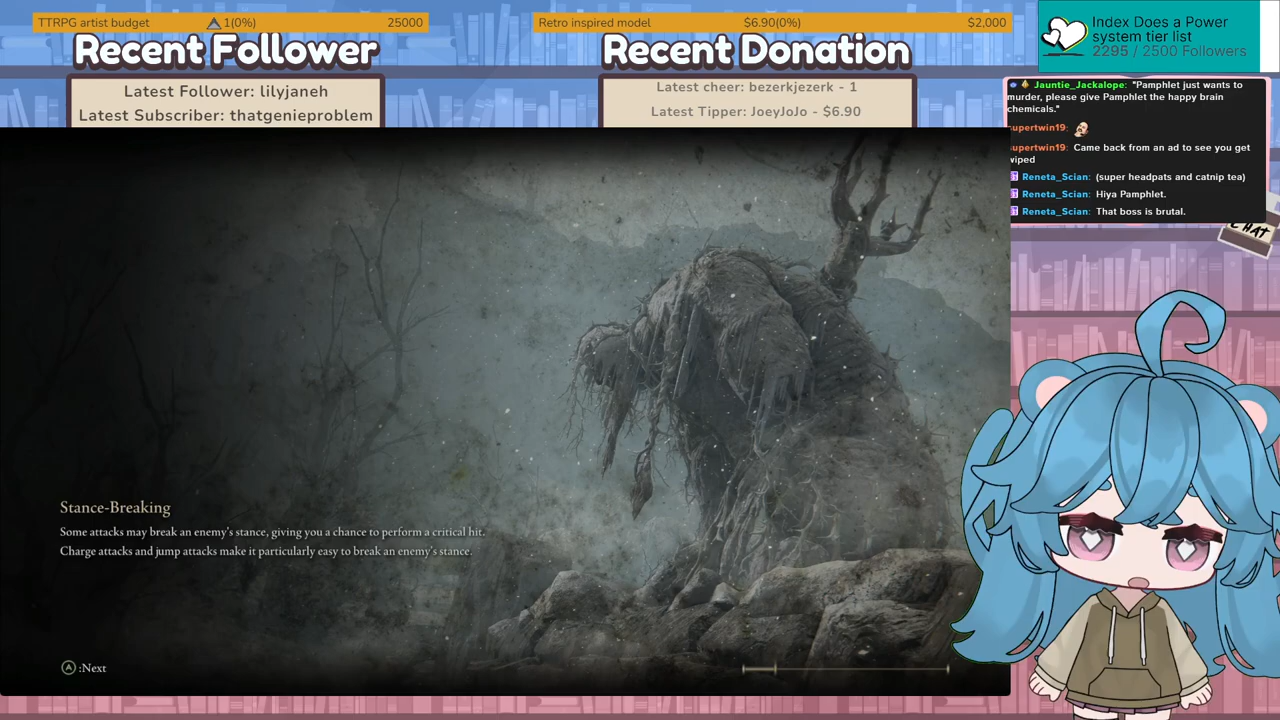 TTRPG artist budget 1(0%) 25000
Retro inspired model $6.90(0%) $2,000
Index Does a Power
system tier list
2295 / 2500 Followers
Recent Follower
Recent Donation
Latest Follower: lilyjaneh
Latest Subscriber: thatgenieproblem
Latest cheer: bezerkjezerk - 1
Latest Tipper: JoeyJoJo - $6.90
Jauntie_Jackalope: "Pamphlet just wants to
murder, please give Pamphlet the happy brain
chemicals."
supertwin19:
supertwin19: Came back from an ad to see you get
wiped
Reneta_Scian: (super headpats and catnip tea)
Reneta_Scian: Hiya Pamphlet.
Reneta_Scian: That boss is brutal.
CHAT
Stance-Breaking
Some attacks may break an enemy's stance, giving you a chance to perform a critical hit.
Charge attacks and jump attacks make it particularly easy to break an enemy's stance.
A :Next